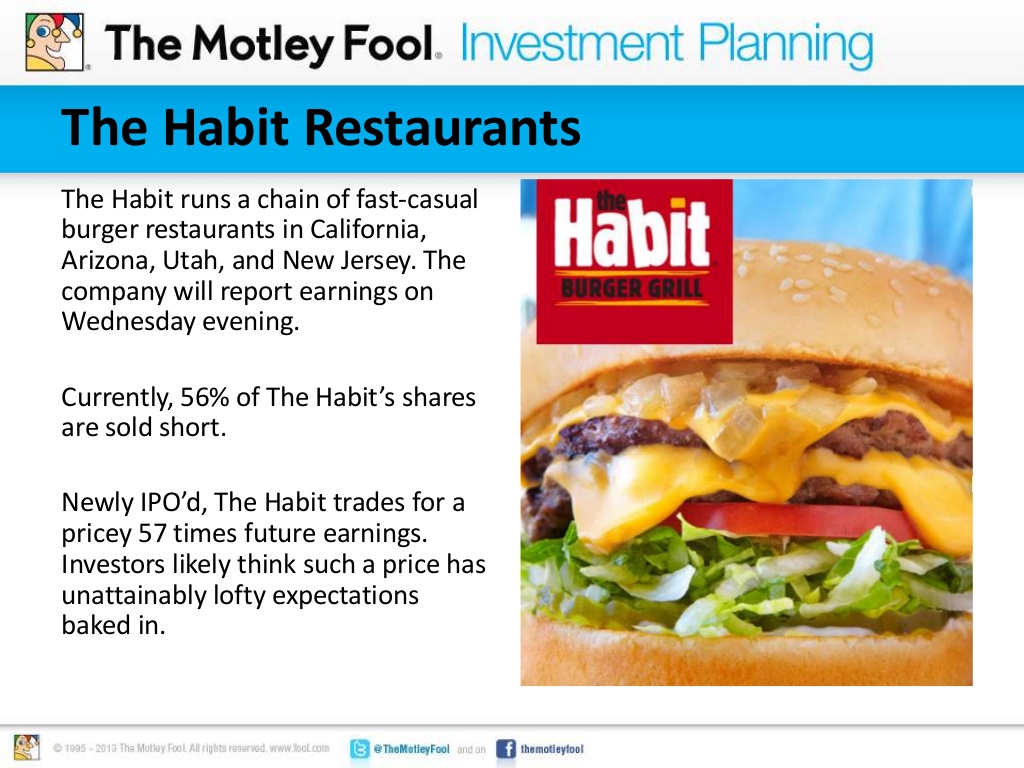 The Motley Fool® Investment Planning
The Habit Restaurants
The Habit runs a chain of fast-casual
burger restaurants in California,
Arizona, Utah, and New Jersey. The
company will report earnings on
Wednesday evening.
Currently, 56% of The Habit’s shares
are sold short.
Newly IPO’d, The Habit trades for a
pricey 57 times future earnings.
Investors likely think such a price has
unattainably lofty expectations
baked in.
the
Habit
BURGER GRILL
© 1995 - 2013 The Motley Fool. All rights reserved. www.fool.com @TheMotleyFool and on themotleyfool